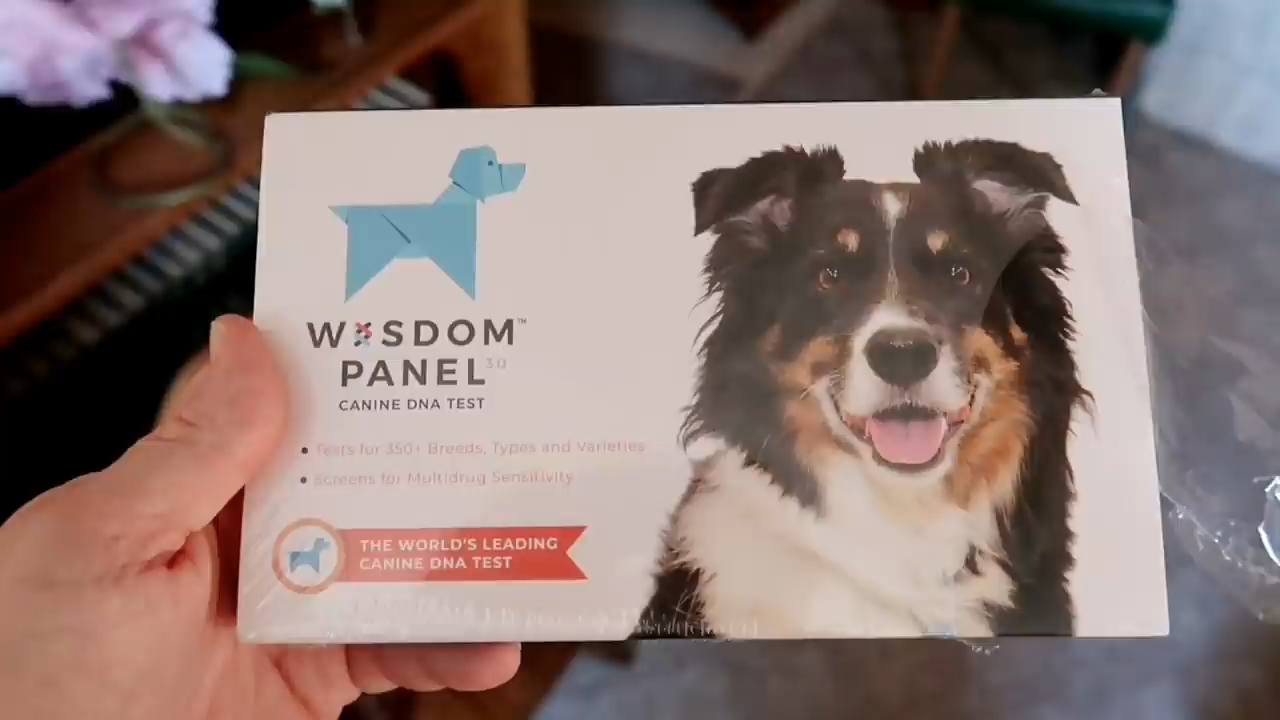 WISDOM™
PANEL 3.0
CANINE DNA TEST
• Tests for 350+ Breeds, Types and Varieties
• Screens for Multidrug Sensitivity
THE WORLD'S LEADING
CANINE DNA TEST